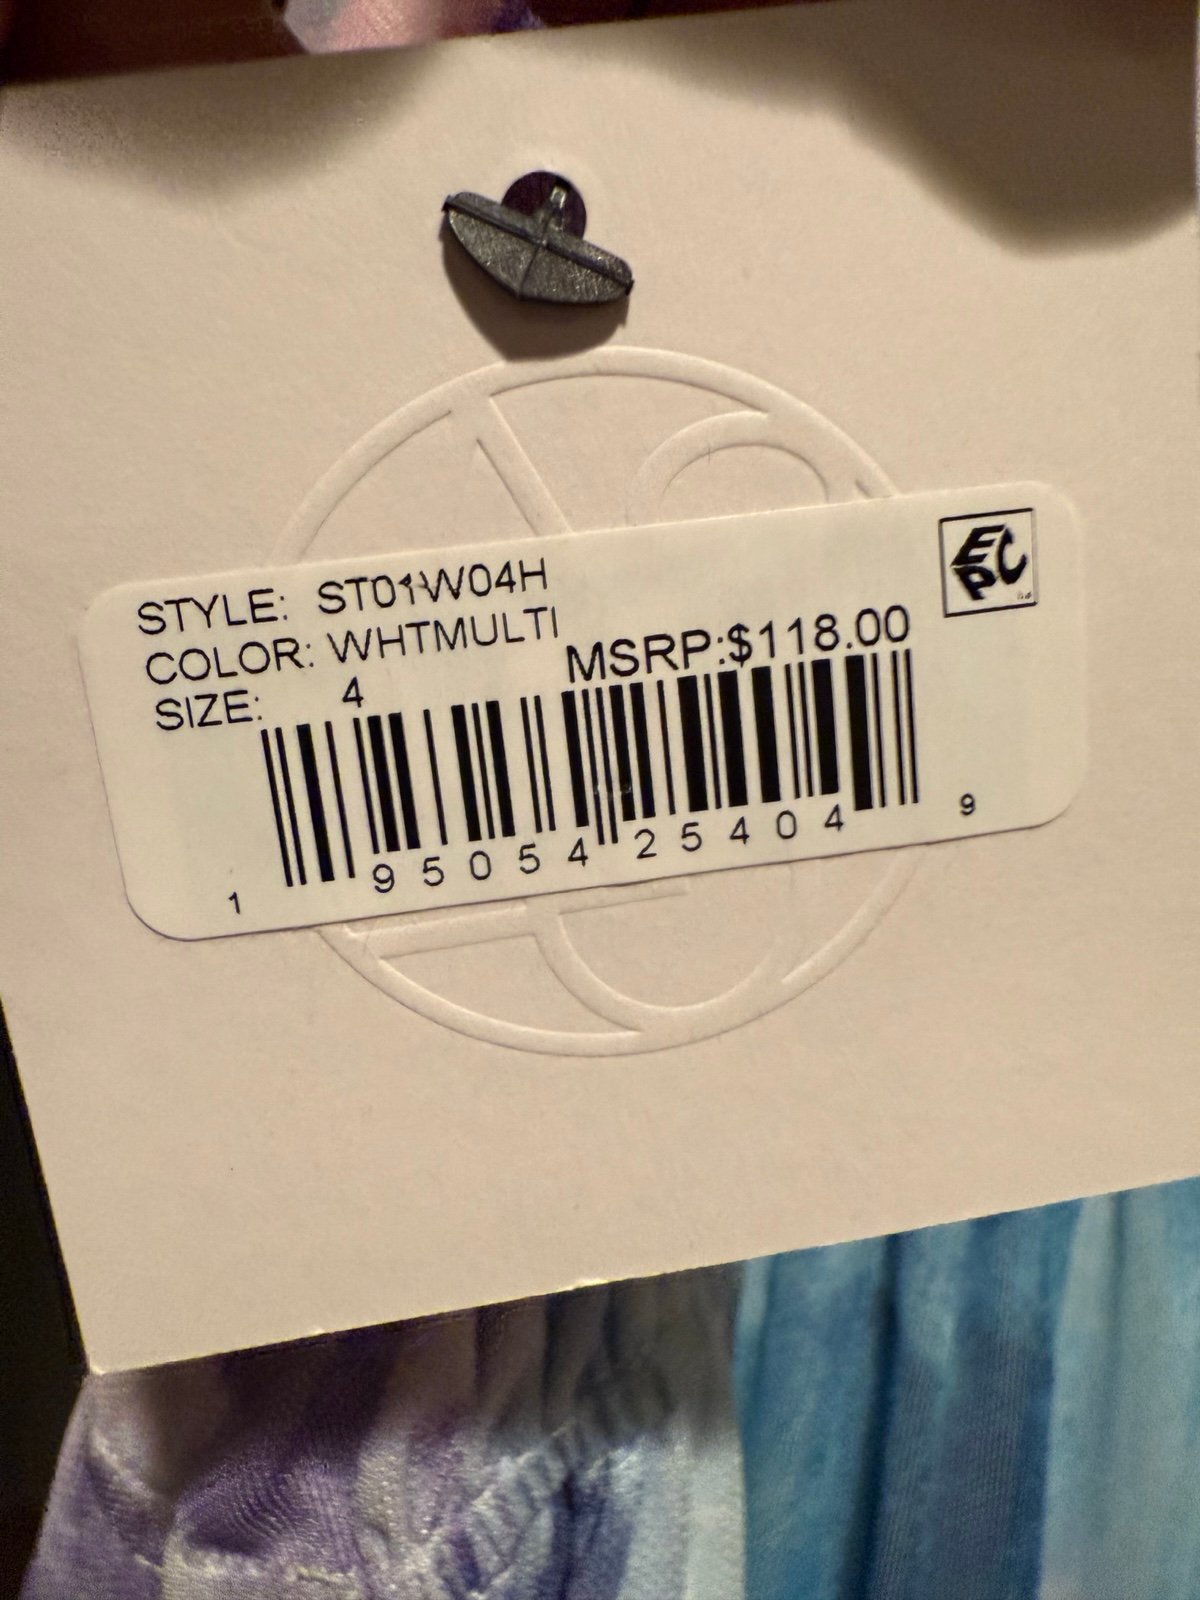 STYLE: ST01W04H
COLOR: WHTMULTI
SIZE: 4
MSRP:$118.00
EPC
1 95054 25404 9